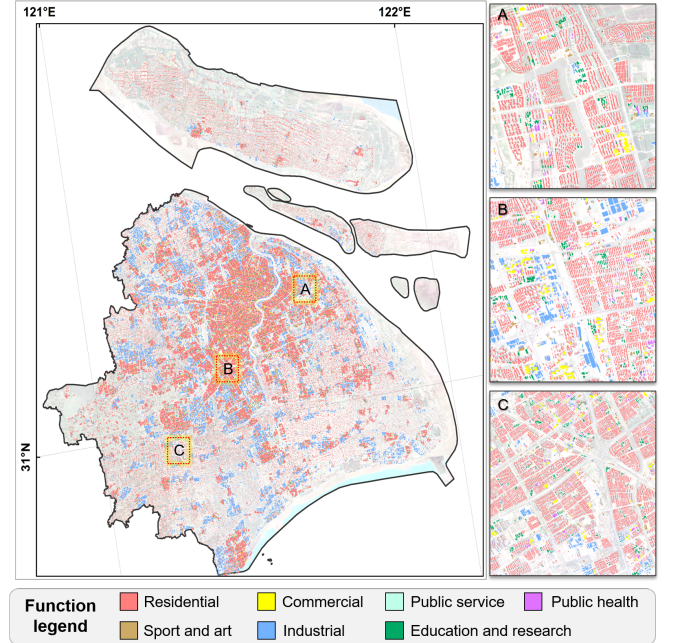 121°E
122°E
A
B
C
31°N
A
B
C
Function legend
Residential
Commercial
Public service
Public health
Sport and art
Industrial
Education and research